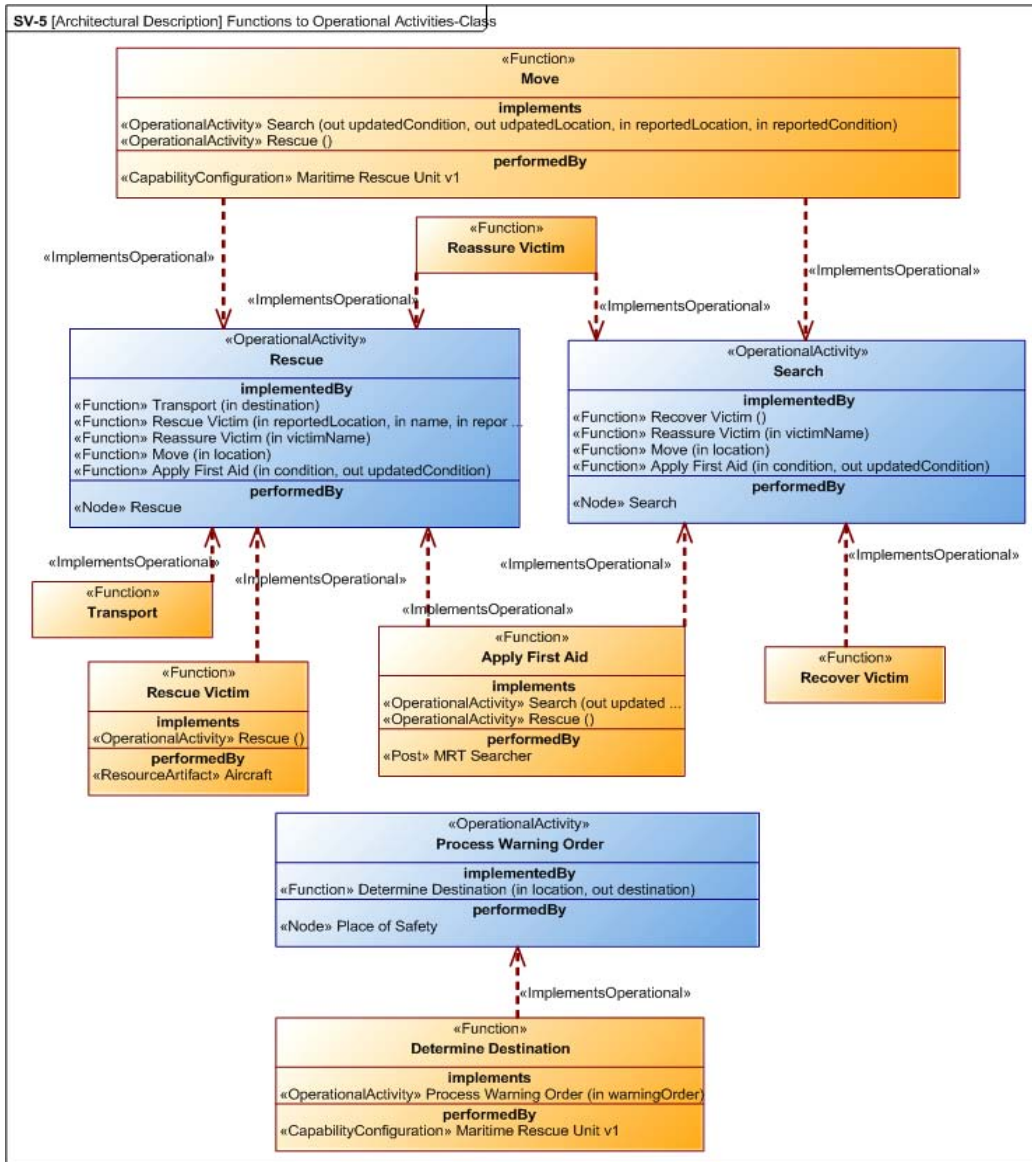 SV-5 [Architectural Description] Functions to Operational Activities-Class
«Function»
Move
implements
«OperationalActivity» Search (out updatedCondition, out udpatedLocation, in reportedLocation, in reportedCondition)
«OperationalActivity» Rescue ()
performedBy
«CapabilityConfiguration» Maritime Rescue Unit v1
«Function»
Reassure Victim
«ImplementsOperational»
«ImplementsOperational»
«ImplementsOperational»
«ImplementsOperational»
«OperationalActivity»
Rescue
implementedBy
«Function» Transport (in destination)
«Function» Rescue Victim (in reportedLocation, in name, in repor ...
«Function» Reassure Victim (in victimName)
«Function» Move (in location)
«Function» Apply First Aid (in condition, out updatedCondition)
performedBy
«Node» Rescue
«OperationalActivity»
Search
implementedBy
«Function» Recover Victim ()
«Function» Reassure Victim (in victimName)
«Function» Move (in location)
«Function» Apply First Aid (in condition, out updatedCondition)
performedBy
«Node» Search
«ImplementsOperational»
«ImplementsOperational»
«ImplementsOperational»
«ImplementsOperational»
«ImplementsOperational»
«Function»
Transport
«Function»
Rescue Victim
implements
«OperationalActivity» Rescue ()
performedBy
«ResourceArtifact» Aircraft
«Function»
Apply First Aid
implements
«OperationalActivity» Search (out updated ...
«OperationalActivity» Rescue ()
performedBy
«Post» MRT Searcher
«Function»
Recover Victim
«OperationalActivity»
Process Warning Order
implementedBy
«Function» Determine Destination (in location, out destination)
performedBy
«Node» Place of Safety
«ImplementsOperational»
«Function»
Determine Destination
implements
«OperationalActivity» Process Warning Order (in warningOrder)
performedBy
«CapabilityConfiguration» Maritime Rescue Unit v1